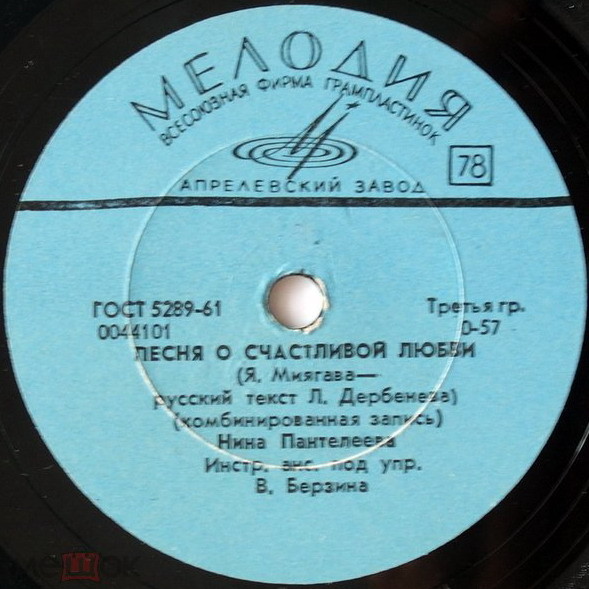 МЕЛОДИЯ
ВСЕСОЮЗНАЯ ФИРМА ГРАМПЛАСТИНОК
78
АПРЕЛЕВСКИЙ ЗАВОД
ГОСТ 5289-61 Третья гр.
0044101 0-57
ПЕСНЯ О СЧАСТЛИВОЙ ЛЮБВИ
(Я. Миягава—
русский текст Л. Дербенева)
(комбинированная запись)
Нина Пантелеева
Инстр. анс. под упр.
В. Берзина
мешок